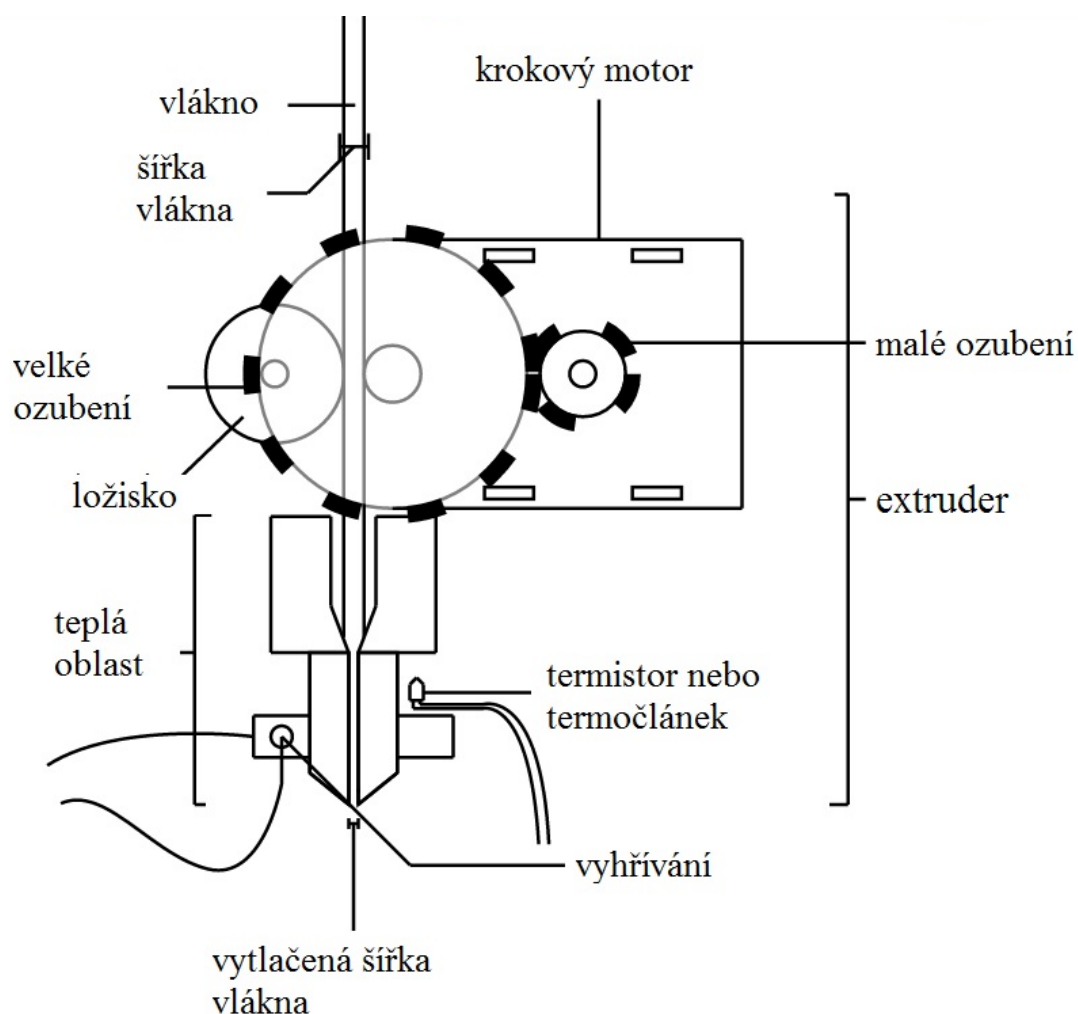 krokový motor
vlákno
šířka
vlákna
malé ozubení
velké
ozubení
ložisko
extruder
teplá
oblast
termistor nebo
termočlánek
vyhřívání
vytlačená šířka
vlákna